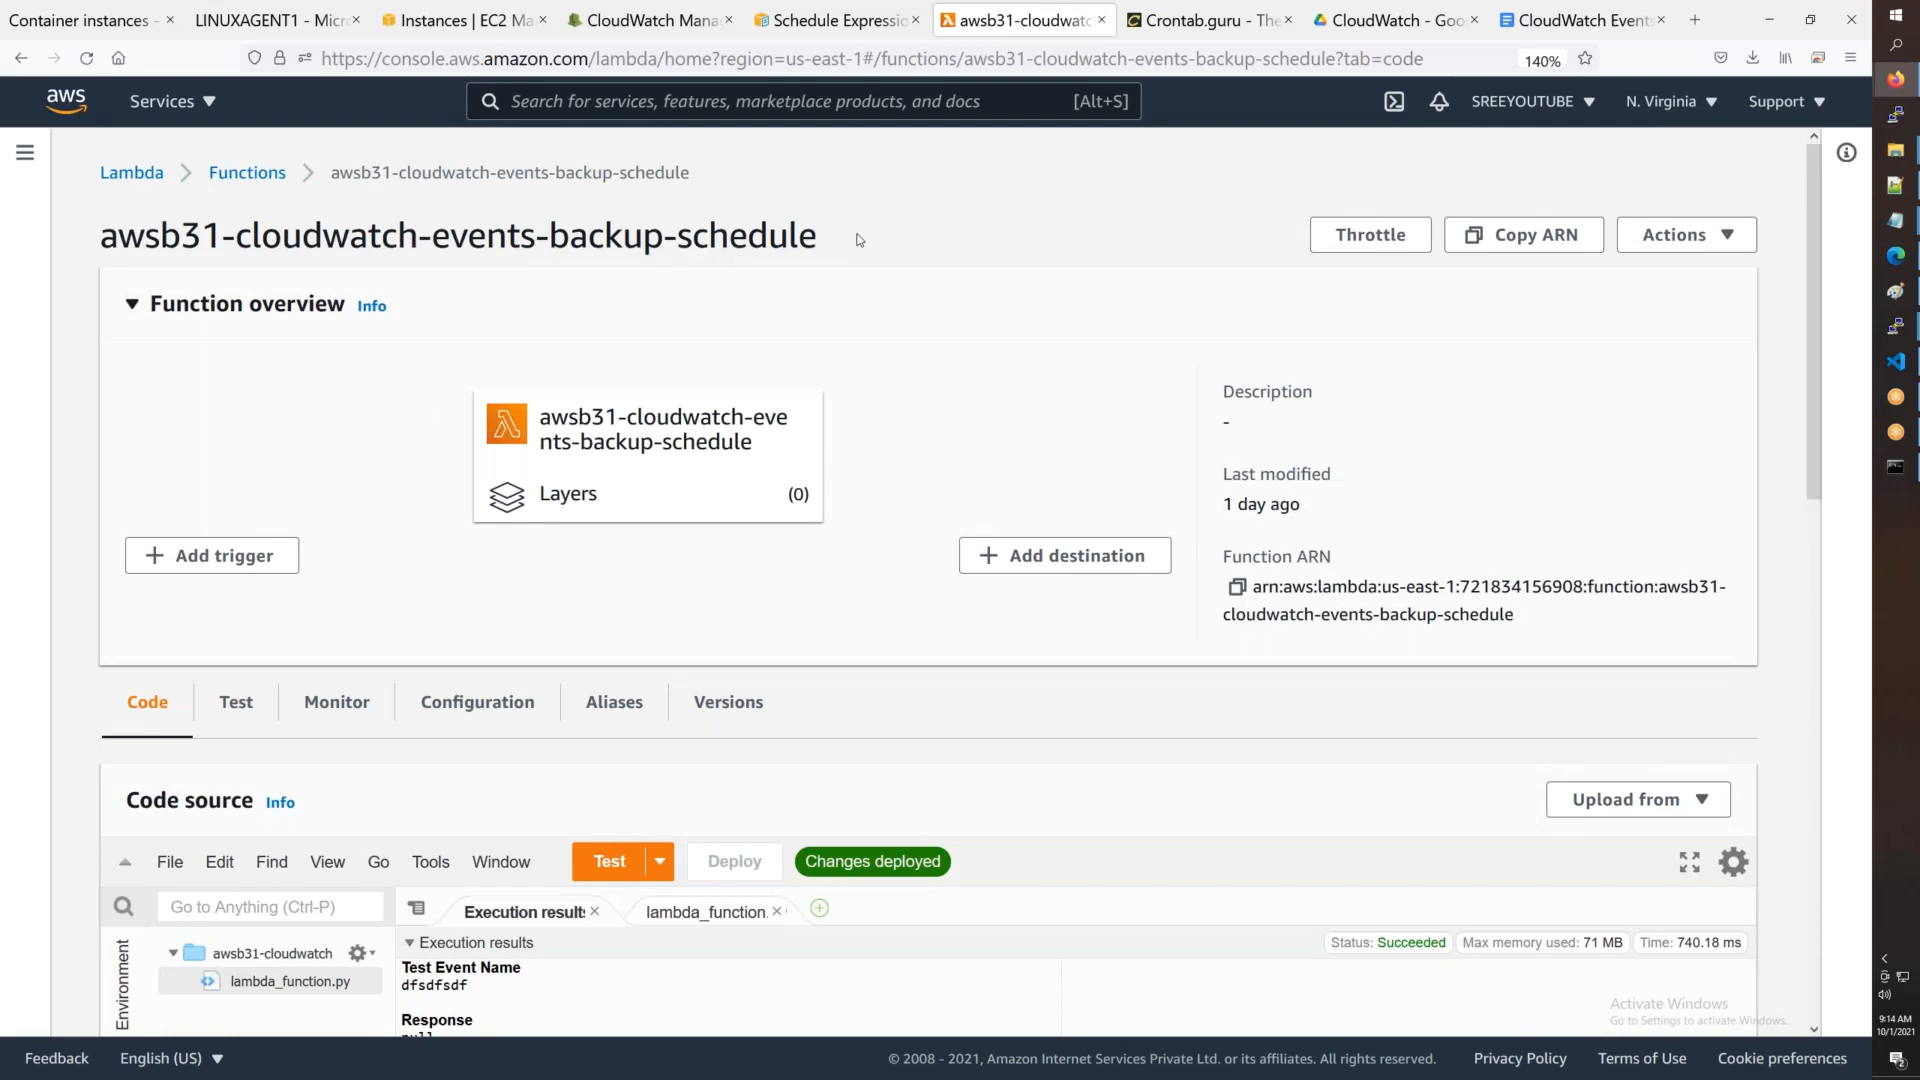 Container instances -
LINUXAGENT1 - Micr
Instances | EC2 Ma
CloudWatch Mana
Schedule Expressio
awsb31-cloudwatc
Crontab.guru - The
CloudWatch - Goo
CloudWatch Event
https://console.aws.amazon.com/lambda/home?region=us-east-1#/functions/awsb31-cloudwatch-events-backup-schedule?tab=code
140%
aws
Services
Search for services, features, marketplace products, and docs
[Alt+S]
SREEYOUTUBE
N. Virginia
Support
Lambda
Functions
awsb31-cloudwatch-events-backup-schedule
awsb31-cloudwatch-events-backup-schedule
Throttle
Copy ARN
Actions
Function overview
Info
awsb31-cloudwatch-eve
nts-backup-schedule
Layers
(0)
Add trigger
Add destination
Description
-
Last modified
1 day ago
Function ARN
arn:aws:lambda:us-east-1:721834156908:function:awsb31-
cloudwatch-events-backup-schedule
Code
Test
Monitor
Configuration
Aliases
Versions
Code source
Info
Upload from
File
Edit
Find
View
Go
Tools
Window
Test
Deploy
Changes deployed
Go to Anything (Ctrl-P)
Execution result
lambda_function.
Environment
awsb31-cloudwatch
lambda_function.py
Execution results
Status: Succeeded
Max memory used: 71 MB
Time: 740.18 ms
Test Event Name
dfsdfsdf
Response
Activate Windows
Go to Settings to activate Windows.
Feedback
English (US)
© 2008 - 2021, Amazon Internet Services Private Ltd. or its affiliates. All rights reserved.
Privacy Policy
Terms of Use
Cookie preferences
9:14 AM
10/1/2021
2